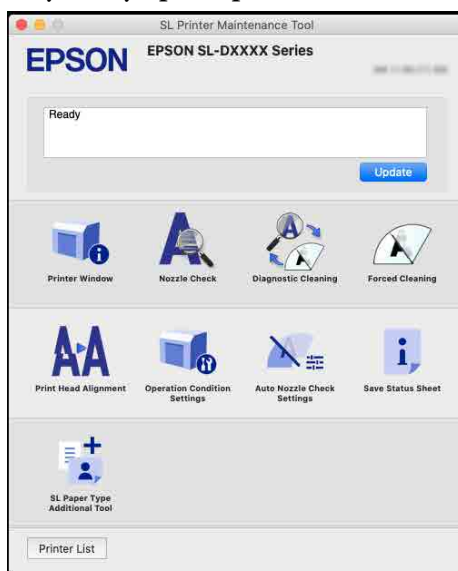 SL Printer Maintenance Tool
EPSON
EPSON SL-DXXXX Series
Ready
Update
Printer Window
Nozzle Check
Diagnostic Cleaning
Forced Cleaning
Print Head Alignment
Operation Condition
Settings
Auto Nozzle Check
Settings
Save Status Sheet
SL Paper Type
Additional Tool
Printer List